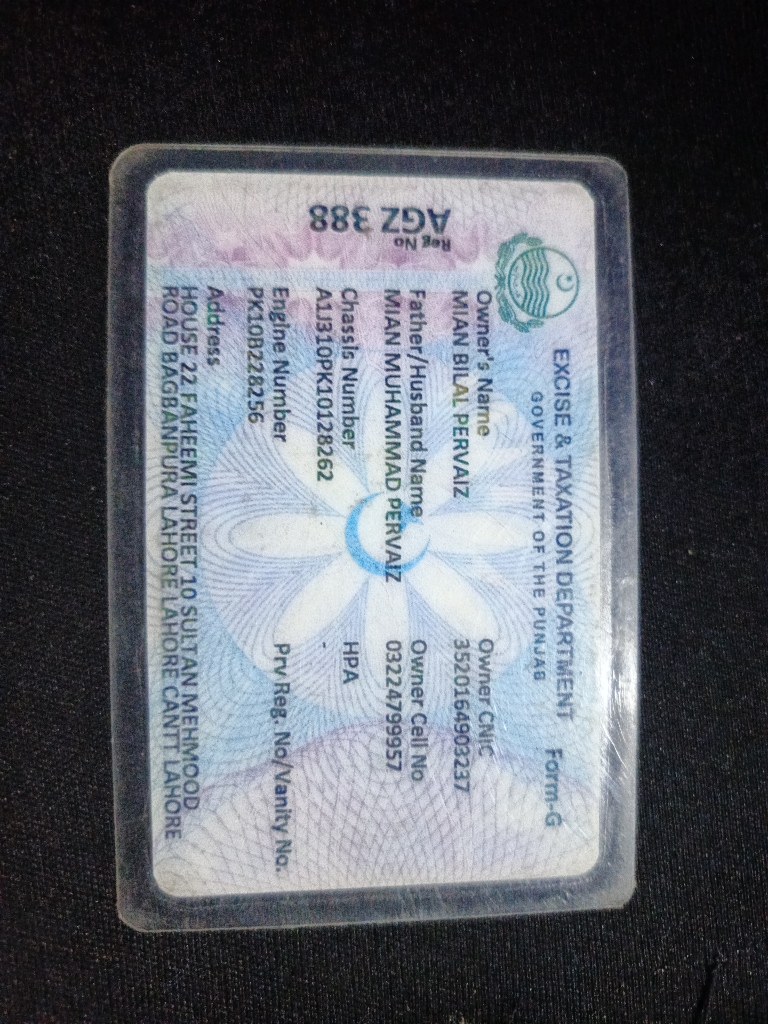 EXCISE & TAXATION DEPARTMENT Form-G
GOVERNMENT OF THE PUNJAB
Reg No
AGZ 388
Owner's Name Owner CNIC
MIAN BILAL PERVAIZ 3520164903237
Father/Husband Name Owner Cell No
MIAN MUHAMMAD PERVAIZ 03224799957
Chassis Number HPA
A1J310PK10128262 -
Engine Number Prv Reg. No/Vanity No.
PK10B228256
Address
HOUSE 22 FAHEEMI STREET 10 SULTAN MEHMOOD
ROAD BAGBANPURA LAHORE LAHORE CANTT LAHORE